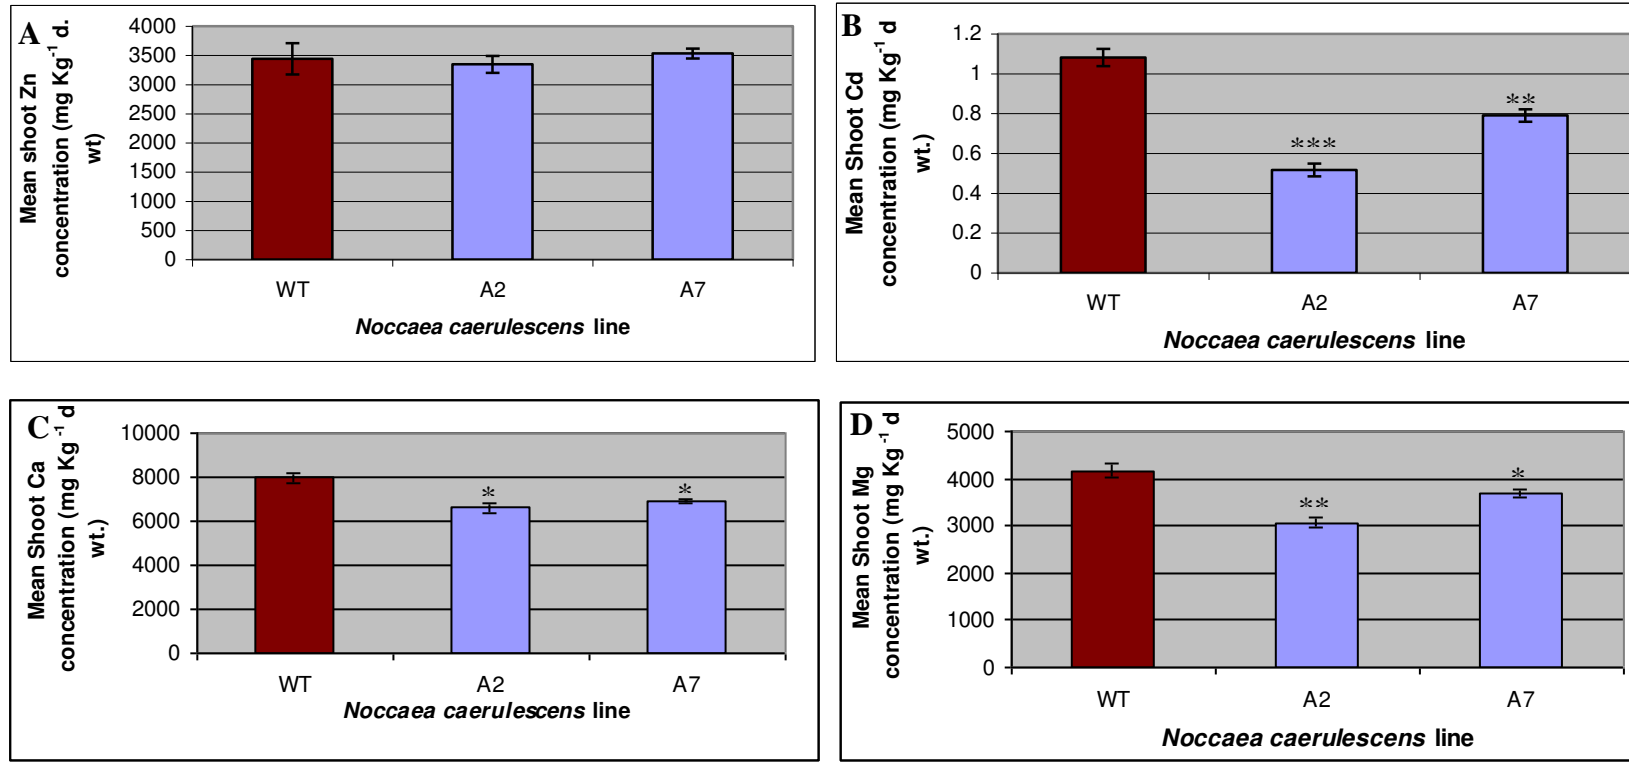 A
Mean shoot Zn
concentration (mg Kg⁻¹ d.
wt)
4000
3500
3000
2500
2000
1500
1000
500
0
WT A2 A7
Noccaea caerulescens line
B
Mean Shoot Cd
concentration (mg Kg⁻¹ d
wt.)
1.2
1
0.8
0.6
0.4
0.2
0
***
**
WT A2 A7
Noccaea caerulescens line
C
Mean Shoot Ca
concentration (mg Kg⁻¹ d
wt.)
10000
8000
6000
4000
2000
0
* *
WT A2 A7
Noccaea caerulescens line
D
Mean Shoot Mg
concentration (mg Kg⁻¹ d
wt.)
5000
4000
3000
2000
1000
0
**
*
WT A2 A7
Noccaea caerulescens line